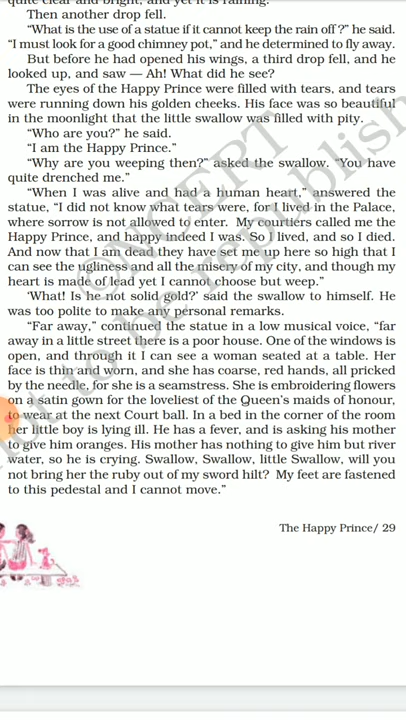 quite clear and bright, and yet it is raining.”
Then another drop fell.
“What is the use of a statue if it cannot keep the rain off?” he said.
“I must look for a good chimney pot,” and he determined to fly away.
But before he had opened his wings, a third drop fell, and he
looked up, and saw — Ah! What did he see?
The eyes of the Happy Prince were filled with tears, and tears
were running down his golden cheeks. His face was so beautiful
in the moonlight that the little swallow was filled with pity.
“Who are you?” he said.
“I am the Happy Prince.”
“Why are you weeping then?” asked the swallow. “You have
quite drenched me.”
“When I was alive and had a human heart,” answered the
statue, “I did not know what tears were, for I lived in the Palace,
where sorrow is not allowed to enter. My courtiers called me the
Happy Prince, and happy indeed I was. So I lived, and so I died.
And now that I am dead they have set me up here so high that I
can see the ugliness and all the misery of my city, and though my
heart is made of lead yet I cannot choose but weep.”
‘What! Is he not solid gold?’ said the swallow to himself. He
was too polite to make any personal remarks.
“Far away,” continued the statue in a low musical voice, “far
away in a little street there is a poor house. One of the windows is
open, and through it I can see a woman seated at a table. Her
face is thin and worn, and she has coarse, red hands, all pricked
by the needle, for she is a seamstress. She is embroidering flowers
on a satin gown for the loveliest of the Queen’s maids of honour,
to wear at the next Court ball. In a bed in the corner of the room
her little boy is lying ill. He has a fever, and is asking his mother
to give him oranges. His mother has nothing to give him but river
water, so he is crying. Swallow, Swallow, little Swallow, will you
not bring her the ruby out of my sword hilt? My feet are fastened
to this pedestal and I cannot move.”
The Happy Prince/ 29
© NCERT
not to be republish